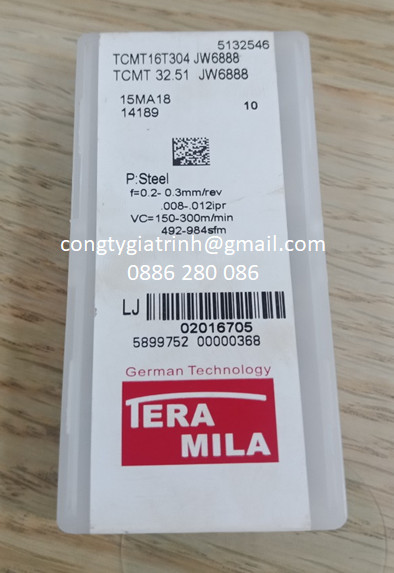 5132546
TCMT16T304 JW6888
TCMT 32.51 JW6888
15MA18 10
14189
P:Steel
f=0.2- 0.3mm/rev
.008-.012ipr
VC=150-300m/min
492-984sfm
congtygiatrinh@gmail.com
0886 280 086
LJ
02016705
5899752 00000368
German Technology
TERA
MILA